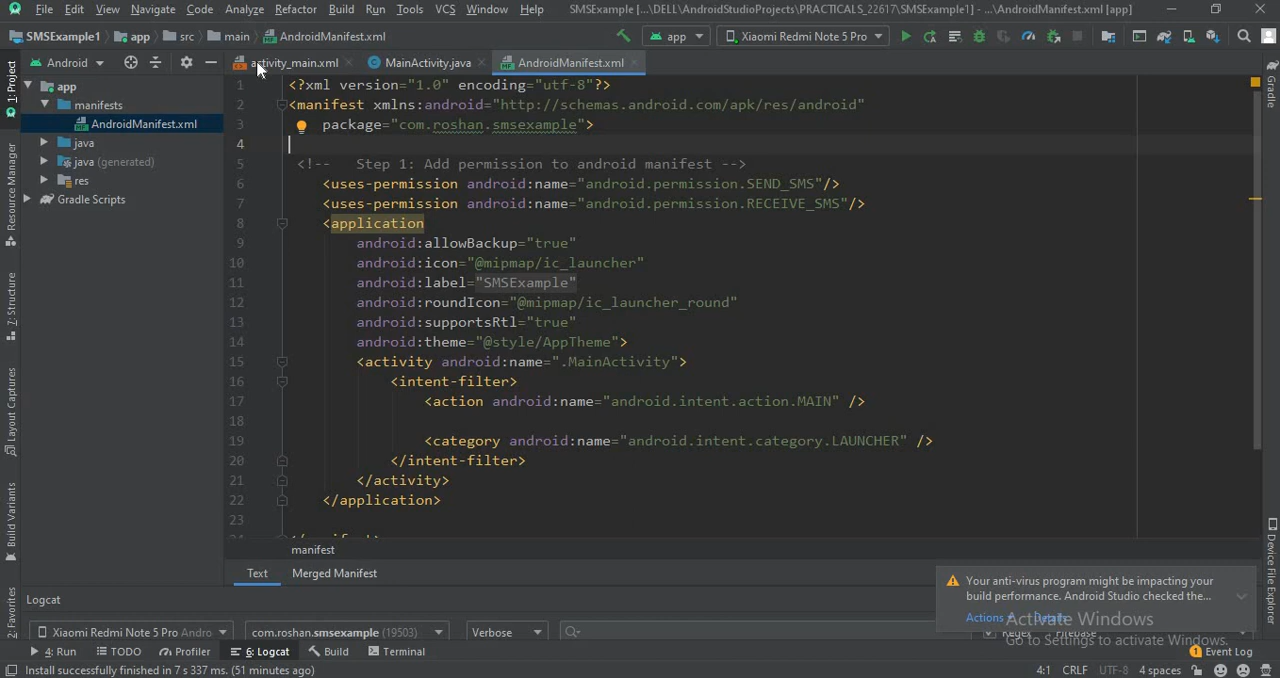 File Edit View Navigate Code Analyze Refactor Build Run Tools VCS Window Help SMSExample [...\DELL\AndroidStudioProjects\PRACTICALS_22617\SMSExample1] - ...\AndroidManifest.xml [app]
SMSExample1 app src main AndroidManifest.xml app Xiaomi Redmi Note 5 Pro
Android activity_main.xml MainActivity.java AndroidManifest.xml
1: Project
Resource Manager
7: Structure
Layout Captures
Build Variants
2: Favorites
app
manifests
AndroidManifest.xml
java
java (generated)
res
Gradle Scripts
1 <?xml version="1.0" encoding="utf-8"?>
2 <manifest xmlns:android="http://schemas.android.com/apk/res/android"
3 package="com.roshan.smsexample">
4
5 <!-- Step 1: Add permission to android manifest -->
6 <uses-permission android:name="android.permission.SEND_SMS"/>
7 <uses-permission android:name="android.permission.RECEIVE_SMS"/>
8 <application
9 android:allowBackup="true"
10 android:icon="@mipmap/ic_launcher"
11 android:label="SMSExample"
12 android:roundIcon="@mipmap/ic_launcher_round"
13 android:supportsRtl="true"
14 android:theme="@style/AppTheme">
15 <activity android:name=".MainActivity">
16 <intent-filter>
17 <action android:name="android.intent.action.MAIN" />
18
19 <category android:name="android.intent.category.LAUNCHER" />
20 </intent-filter>
21 </activity>
22 </application>
23
manifest
Text Merged Manifest
Gradle
Device File Explorer
Your anti-virus program might be impacting your
build performance. Android Studio checked the...
Actions Details
Activate Windows
Go to Settings to activate Windows.
Logcat
Xiaomi Redmi Note 5 Pro Andro com.roshan.smsexample (19503) Verbose Regex Firebase
4: Run TODO Profiler 6: Logcat Build Terminal 1 Event Log
Install successfully finished in 7 s 337 ms. (51 minutes ago) 4:1 CRLF UTF-8 4 spaces